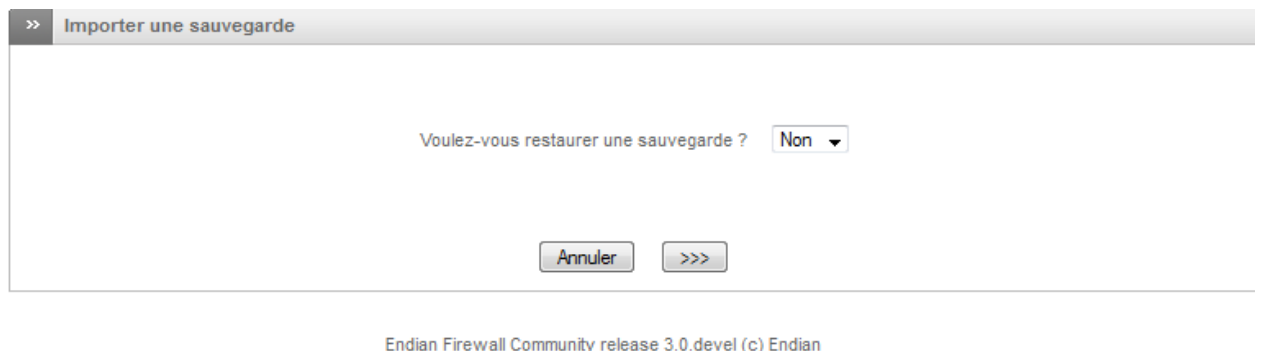 » Importer une sauvegarde
Voulez-vous restaurer une sauvegarde ? Non
Annuler >>>
Endian Firewall Community release 3.0.devel (c) Endian